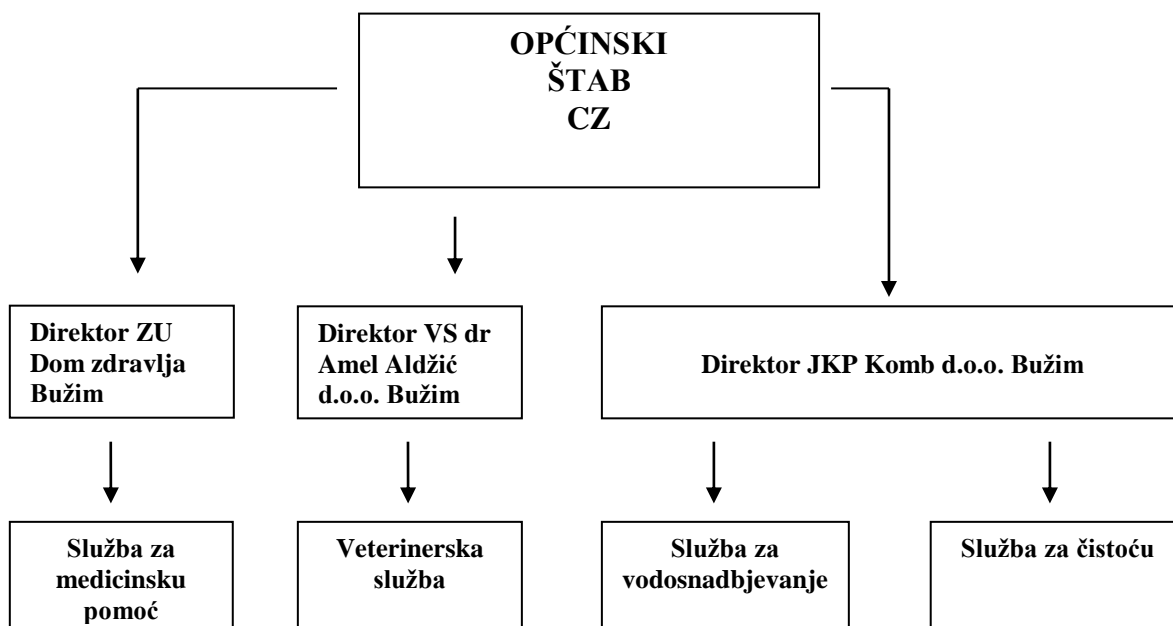 OPĆINSKI
ŠTAB
CZ
Direktor ZU
Dom zdravlja
Bužim
Direktor VS dr
Amel Aldžić
d.o.o. Bužim
Direktor JKP Komb d.o.o. Bužim
Služba za
medicinsku
pomoć
Veterinerska
služba
Služba za
vodosnadbjevanje
Služba za čistoću